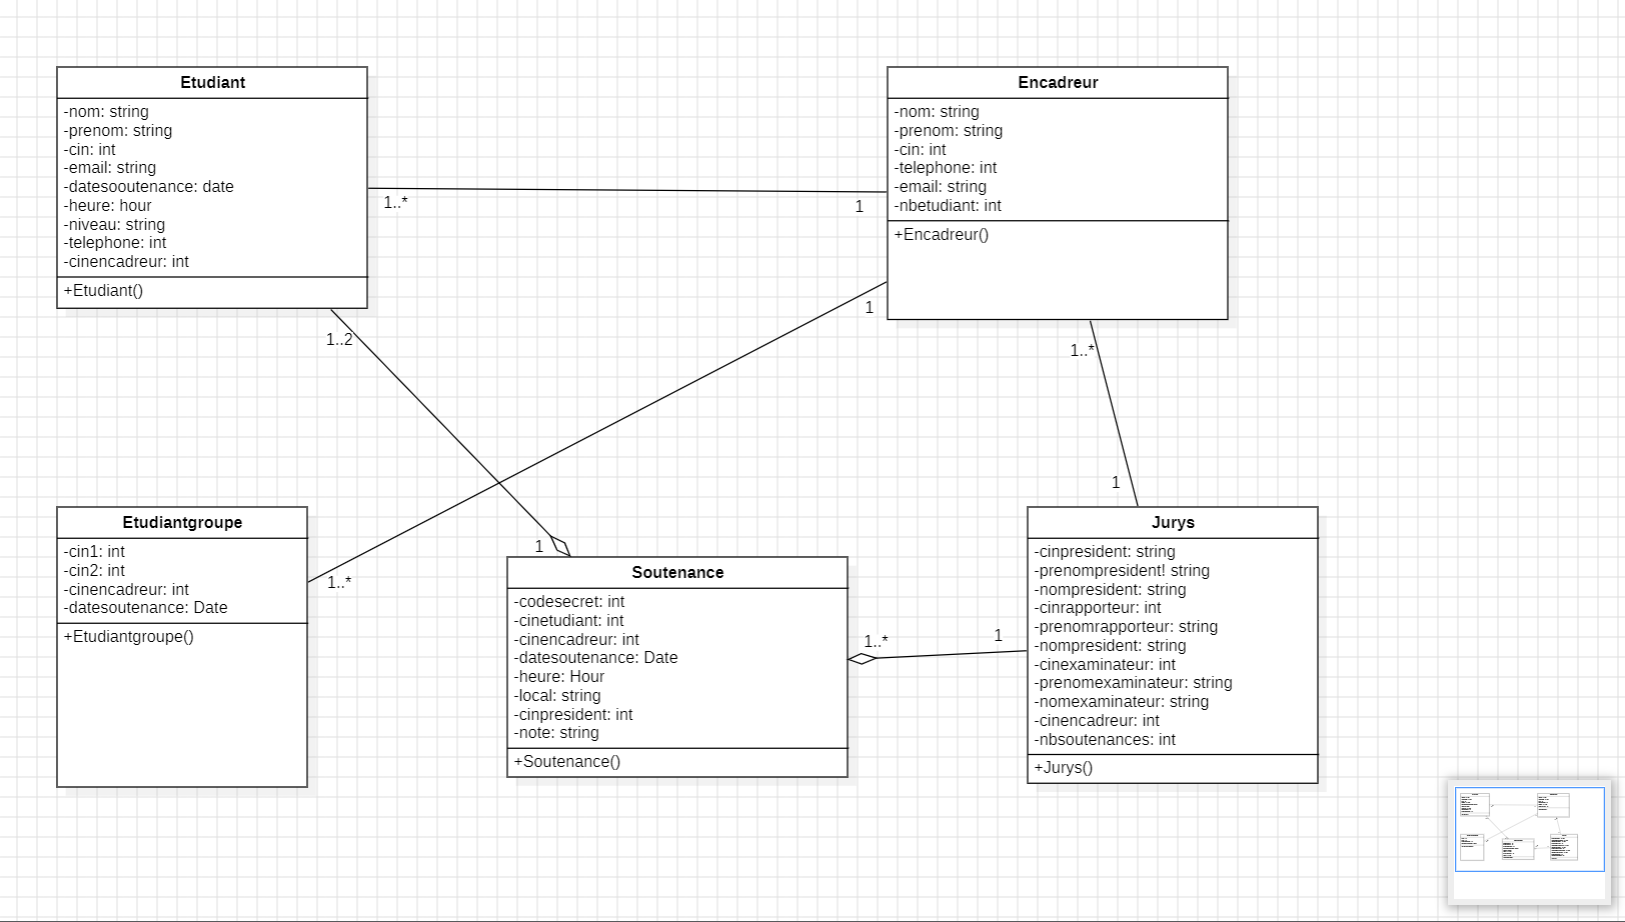 Etudiant
-nom: string
-prenom: string
-cin: int
-email: string
-datesooutenance: date
-heure: hour
-niveau: string
-telephone: int
-cinencadreur: int
+Etudiant()
Encadreur
-nom: string
-prenom: string
-cin: int
-telephone: int
-email: string
-nbetudiant: int
+Encadreur()
1..*
1
1
1..2
1..*
1
1
1..*
Etudiantgroupe
-cin1: int
-cin2: int
-cinencadreur: int
-datesoutenance: Date
+Etudiantgroupe()
Soutenance
-codesecret: int
-cinetudiant: int
-cinencadreur: int
-datesoutenance: Date
-heure: Hour
-local: string
-cinpresident: int
-note: string
+Soutenance()
1..*
1
Jurys
-cinpresident: string
-prenompresident! string
-nompresident: string
-cinrapporteur: int
-prenomrapporteur: string
-nompresident: string
-cinexaminateur: int
-prenomexaminateur: string
-nomexaminateur: string
-cinencadreur: int
-nbsoutenances: int
+Jurys()